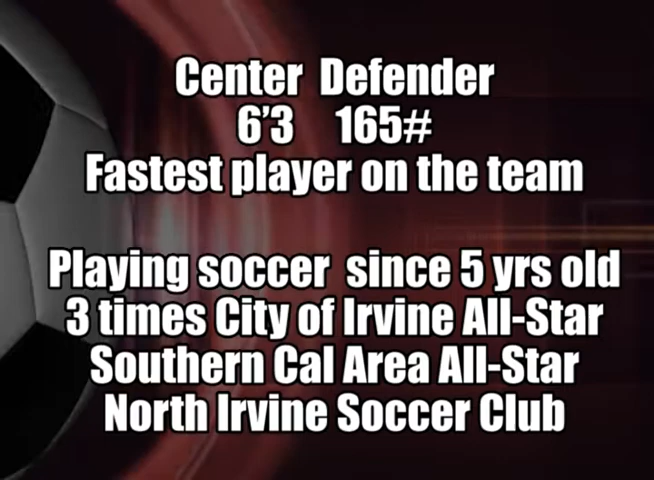 Center Defender
6'3 165#
Fastest player on the team
Playing soccer since 5 yrs old
3 times City of Irvine All-Star
Southern Cal Area All-Star
North Irvine Soccer Club